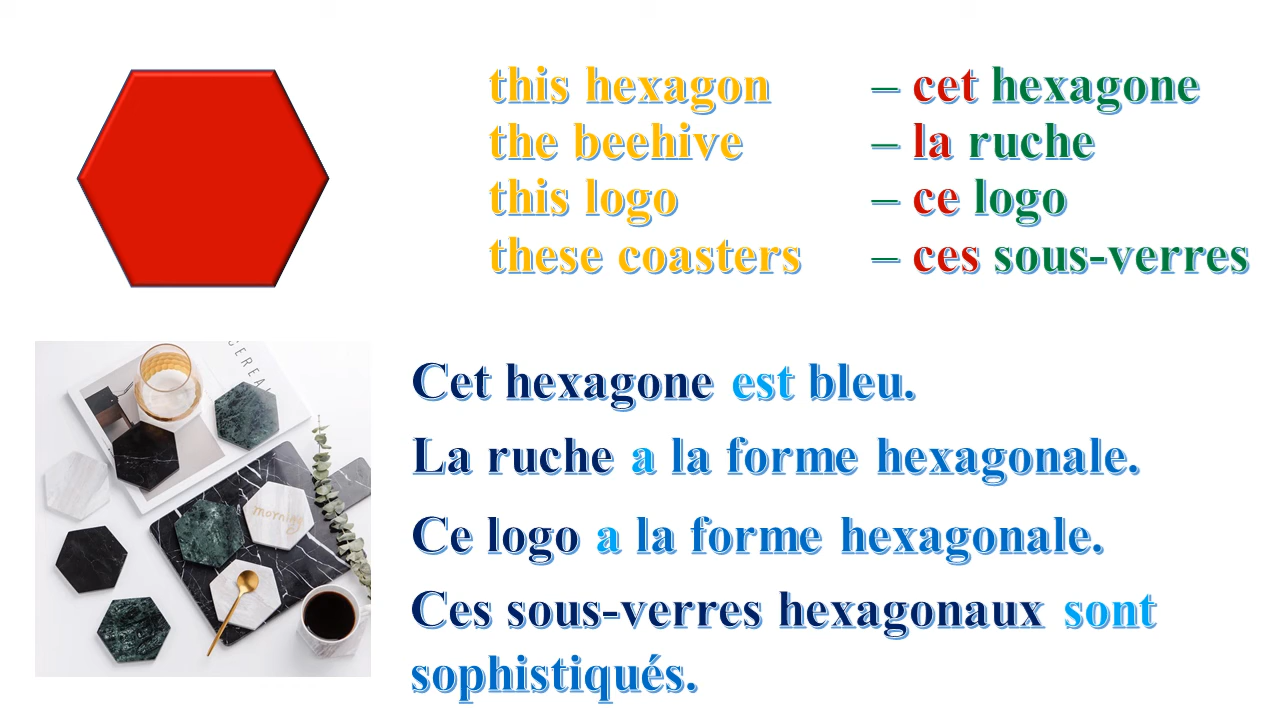 this hexagon – cet hexagone
the beehive – la ruche
this logo – ce logo
these coasters – ces sous-verres
Cet hexagone est bleu.
La ruche a la forme hexagonale.
Ce logo a la forme hexagonale.
Ces sous-verres hexagonaux sont
sophistiqués.
morning